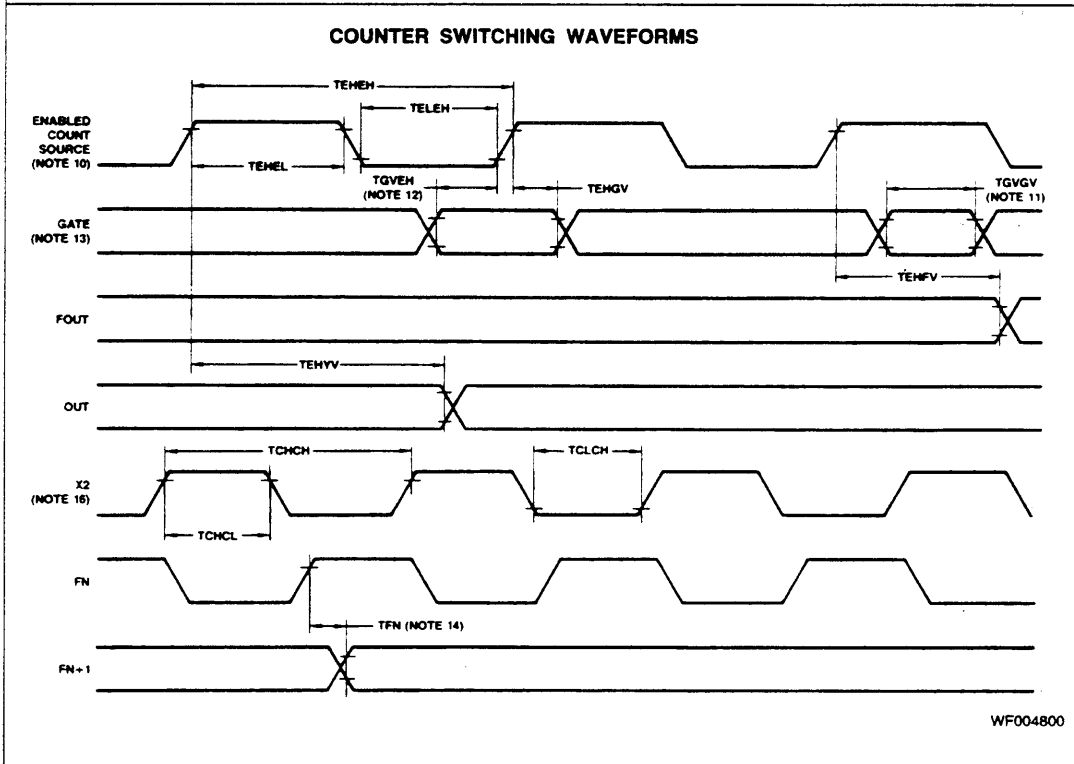 COUNTER SWITCHING WAVEFORMS
TEHEH
TELEH
ENABLED
COUNT
SOURCE
(NOTE 10)
TEHEL
TGVEH
(NOTE 12)
TEHGV
TGVGV
(NOTE 11)
GATE
(NOTE 13)
TEHFV
FOUT
TEHYV
OUT
TCHCH
TCLCH
X2
(NOTE 16)
TCHCL
FN
TFN (NOTE 14)
FN+1
WF004800